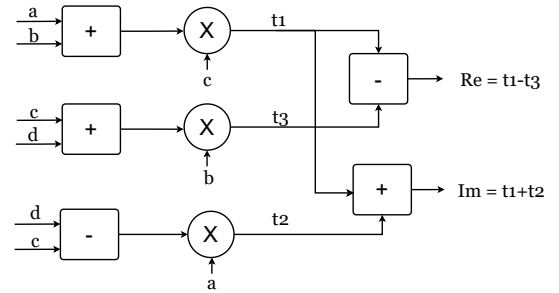 a
b
+
X
t1
c
-
Re = t1-t3
c
d
+
X
t3
b
+
Im = t1+t2
d
c
-
X
t2
a